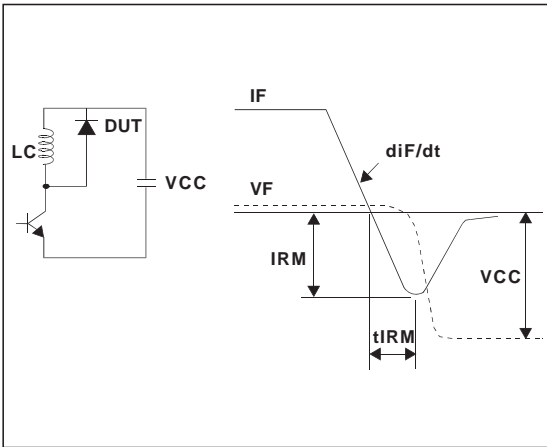 DUT
LC
VCC
IF
diF/dt
VF
IRM
VCC
tIRM